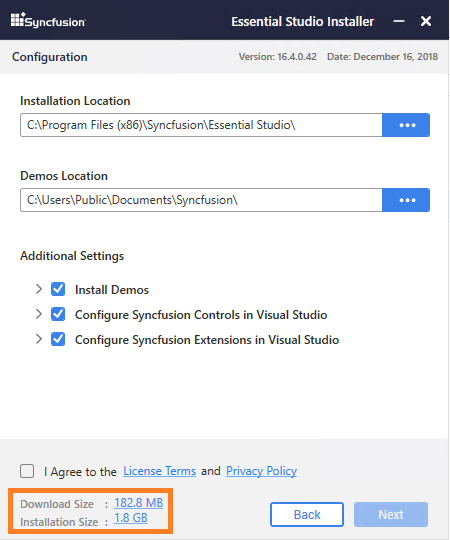 Syncfusion Essential Studio Installer
Configuration Version: 16.4.0.42 Date: December 16, 2018
Installation Location
C:\Program Files (x86)\Syncfusion\Essential Studio\
Demos Location
C:\Users\Public\Documents\Syncfusion\
Additional Settings
Install Demos
Configure Syncfusion Controls in Visual Studio
Configure Syncfusion Extensions in Visual Studio
I Agree to the License Terms and Privacy Policy
Download Size : 182.8 MB
Installation Size : 1.8 GB
Back Next